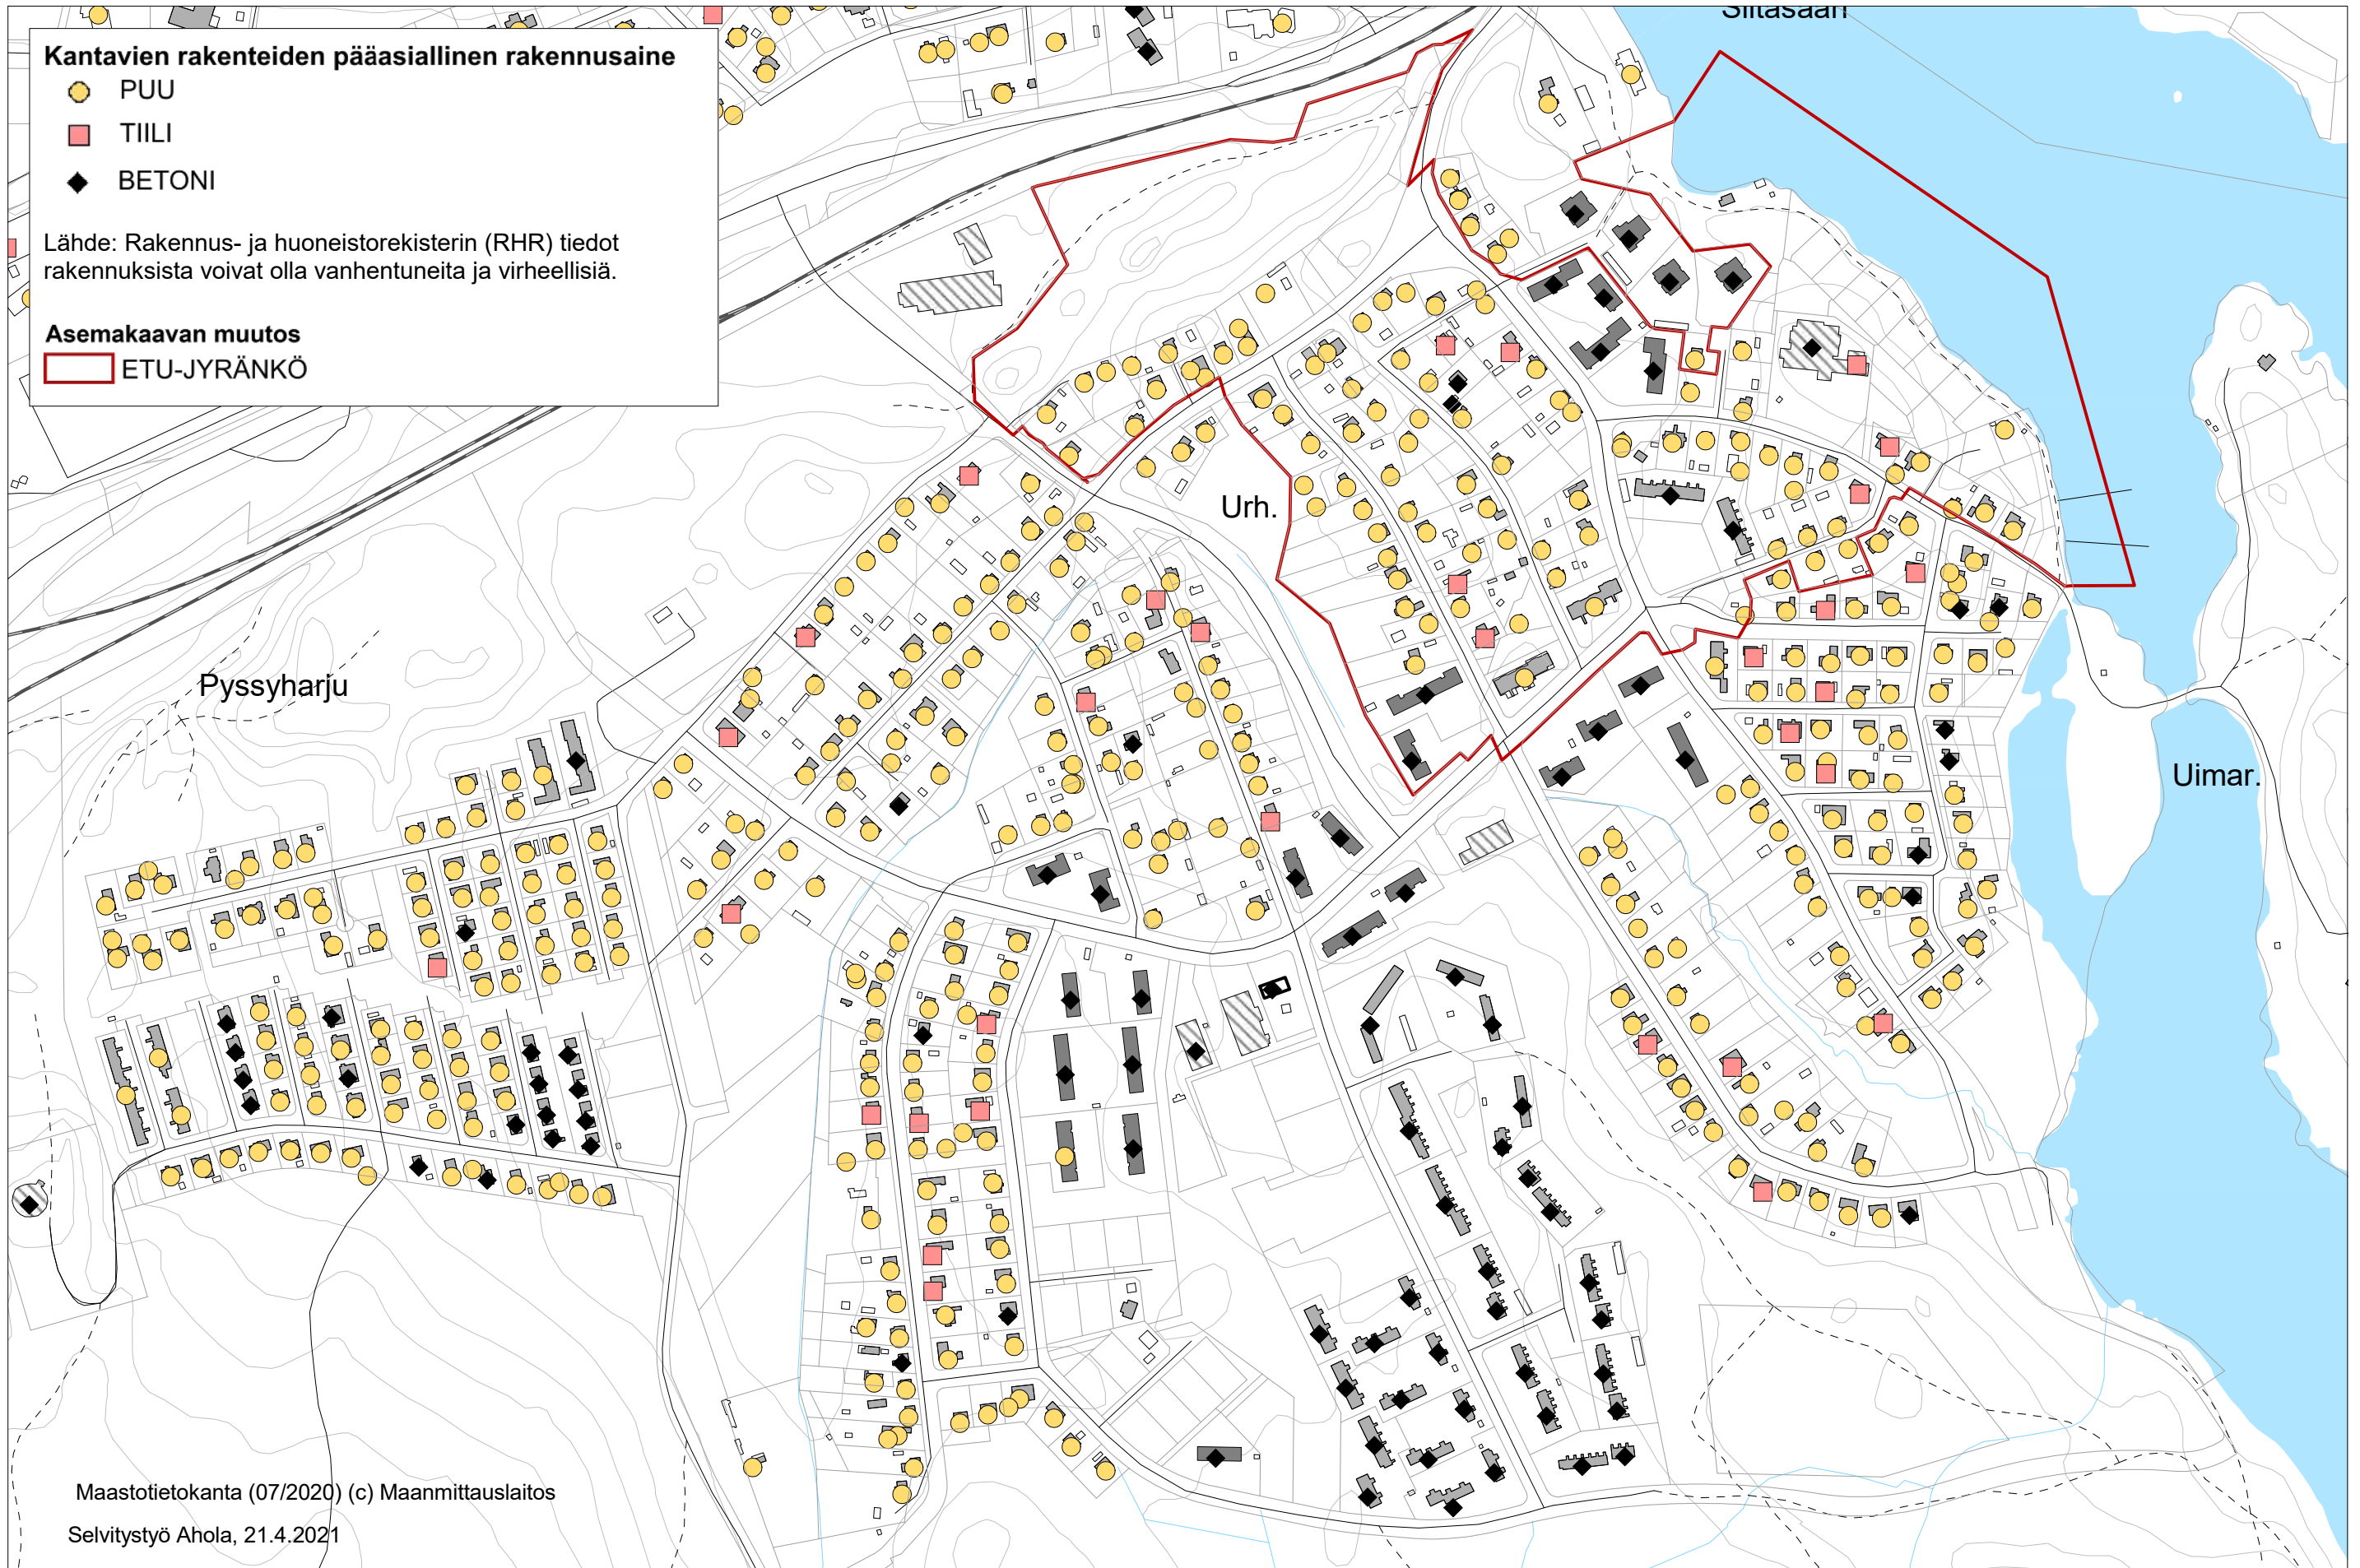 Kantavien rakenteiden pääasiallinen rakennusaine
PUU
TIILI
BETONI
Lähde: Rakennus- ja huoneistorekisterin (RHR) tiedot
rakennuksista voivat olla vanhentuneita ja virheellisiä.
Asemakaavan muutos
ETU-JYRÄNKÖ
Siltasaari
Urh.
Pyssyharju
Uimar.
Maastotietokanta (07/2020) (c) Maanmittauslaitos
Selvitystyö Ahola, 21.4.2021